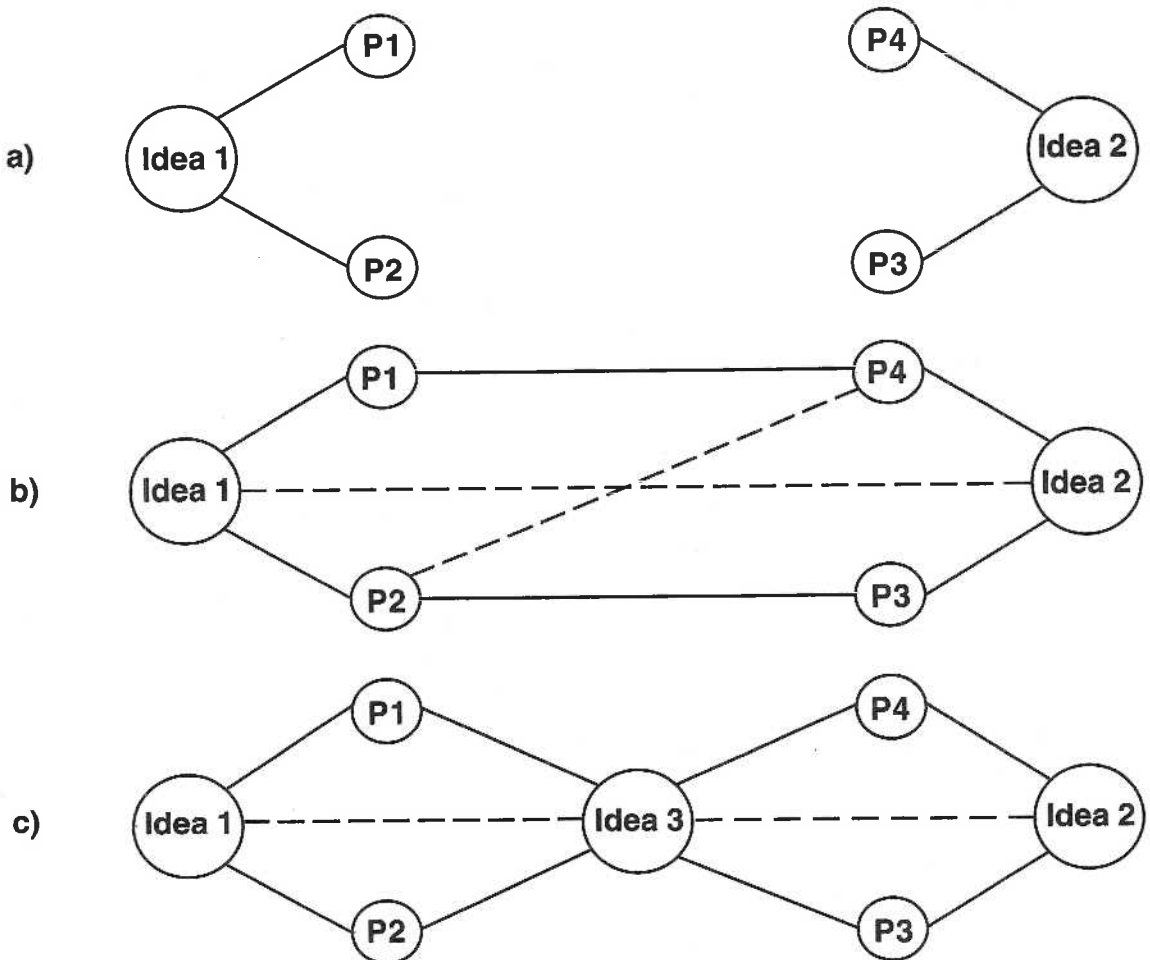 P1 P4
a) Idea 1 Idea 2
P2 P3
P1 P4
b) Idea 1 Idea 2
P2 P3
P1 P4
c) Idea 1 Idea 3 Idea 2
P2 P3